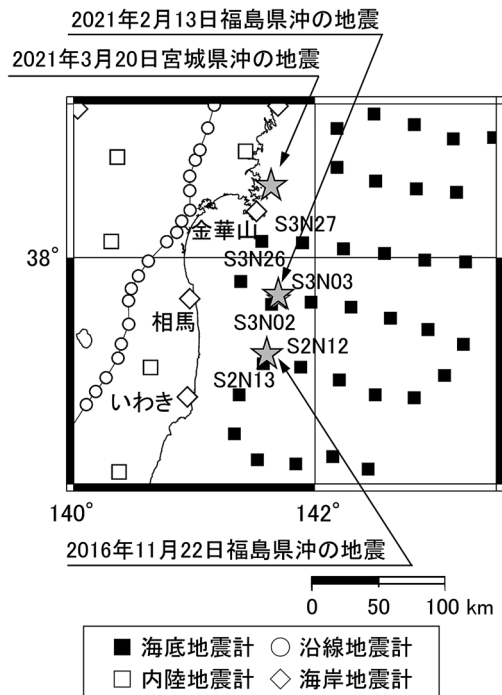 2021年2月13日福島県沖の地震
2021年3月20日宮城県沖の地震
金華山
S3N27
38°
S3N26
S3N03
相馬
S3N02
S2N12
S2N13
いわき
140°
142°
2016年11月22日福島県沖の地震
0 50 100 km
■ 海底地震計 ○ 沿線地震計
□ 内陸地震計 ◇ 海岸地震計